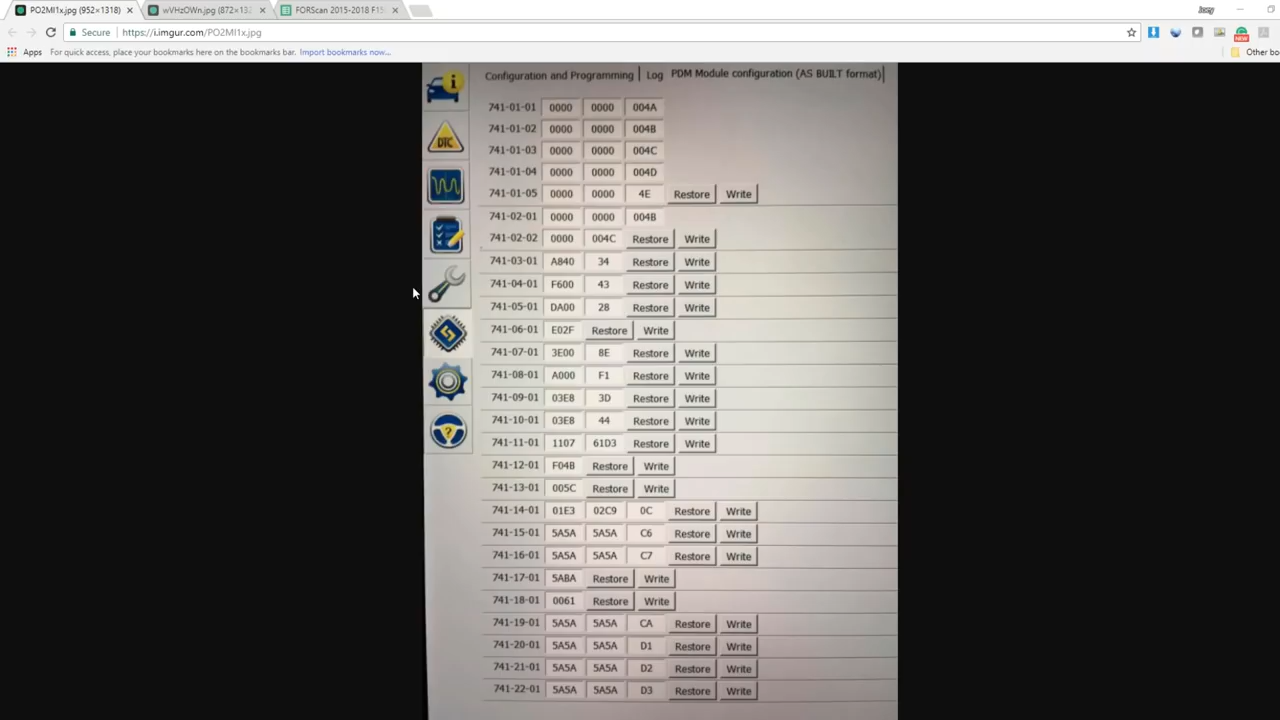 PO2MI1x.jpg (952×1318) wVHzOWn.jpg (872×13 FORScan 2015-2018 F15 Joey
Secure https://i.imgur.com/PO2MI1x.jpg NEW
Apps For quick access, place your bookmarks here on the bookmarks bar. Import bookmarks now... Other bo
Configuration and Programming Log PDM Module configuration (AS BUILT format)
741-01-01 0000 0000 004A
741-01-02 0000 0000 004B
741-01-03 0000 0000 004C
741-01-04 0000 0000 004D
741-01-05 0000 0000 4E Restore Write
741-02-01 0000 0000 004B
741-02-02 0000 004C Restore Write
741-03-01 A840 34 Restore Write
741-04-01 F600 43 Restore Write
741-05-01 DA00 28 Restore Write
741-06-01 E02F Restore Write
741-07-01 3E00 8E Restore Write
741-08-01 A000 F1 Restore Write
741-09-01 03E8 3D Restore Write
741-10-01 03E8 44 Restore Write
741-11-01 1107 61D3 Restore Write
741-12-01 F04B Restore Write
741-13-01 005C Restore Write
741-14-01 01E3 02C9 0C Restore Write
741-15-01 5A5A 5A5A C6 Restore Write
741-16-01 5A5A 5A5A C7 Restore Write
741-17-01 5ABA Restore Write
741-18-01 0061 Restore Write
741-19-01 5A5A 5A5A CA Restore Write
741-20-01 5A5A 5A5A D1 Restore Write
741-21-01 5A5A 5A5A D2 Restore Write
741-22-01 5A5A 5A5A D3 Restore Write
i
DTC
?